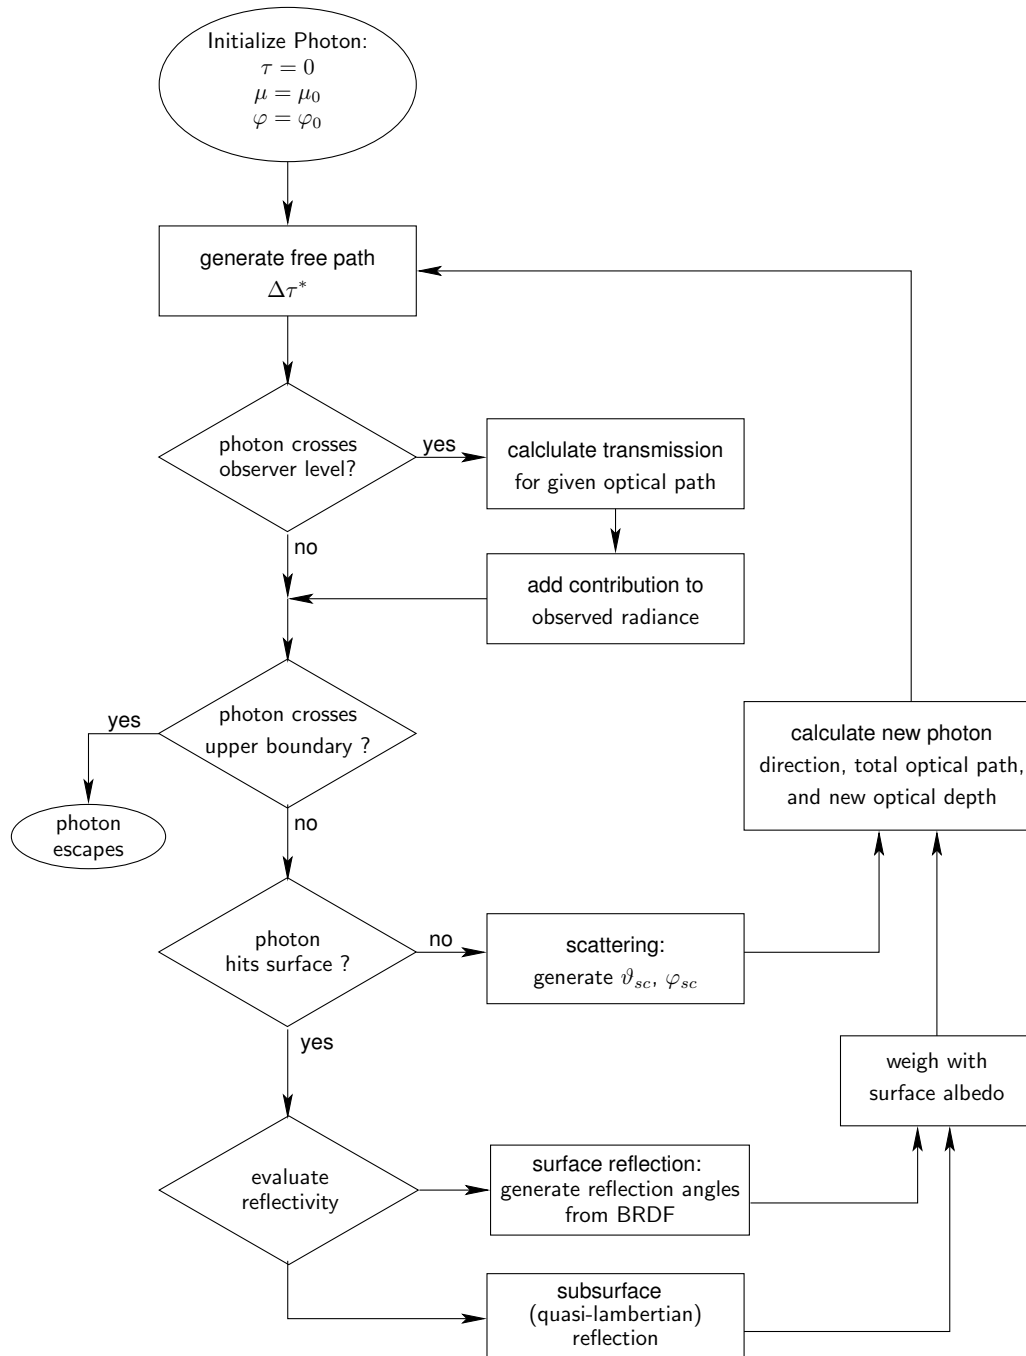 Initialize Photon:
τ = 0
μ = μ₀
φ = φ₀
generate free path
Δτ*
photon crosses
observer level?
yes
calclulate transmission
for given optical path
no
add contribution to
observed radiance
photon crosses
upper boundary ?
yes
photon
escapes
no
calculate new photon
direction, total optical path,
and new optical depth
photon
hits surface ?
no
scattering:
generate ϑsc, φsc
yes
weigh with
surface albedo
evaluate
reflectivity
surface reflection:
generate reflection angles
from BRDF
subsurface
(quasi-lambertian)
reflection